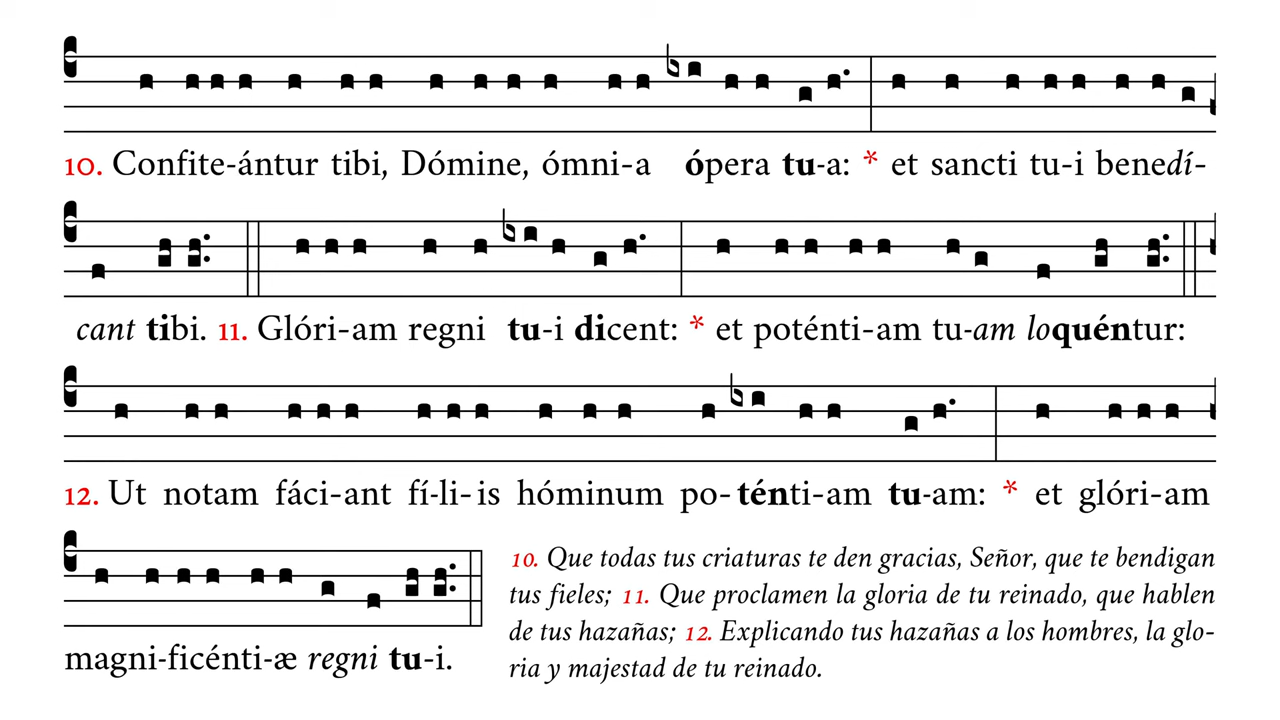 10. Confite-ántur tibi, Dómine, ómni-a ópera tu-a: * et sancti tu-i benedí-
cant tibi. 11. Glóri-am regni tu-i dicent: * et poténti-am tu-am loquéntur:
12. Ut notam fáci-ant fí-li-is hóminum po-ténti-am tu-am: * et glóri-am
magni-ficénti-æ regni tu-i.
10. Que todas tus criaturas te den gracias, Señor, que te bendigan
tus fieles; 11. Que proclamen la gloria de tu reinado, que hablen
de tus hazañas; 12. Explicando tus hazañas a los hombres, la glo-
ria y majestad de tu reinado.